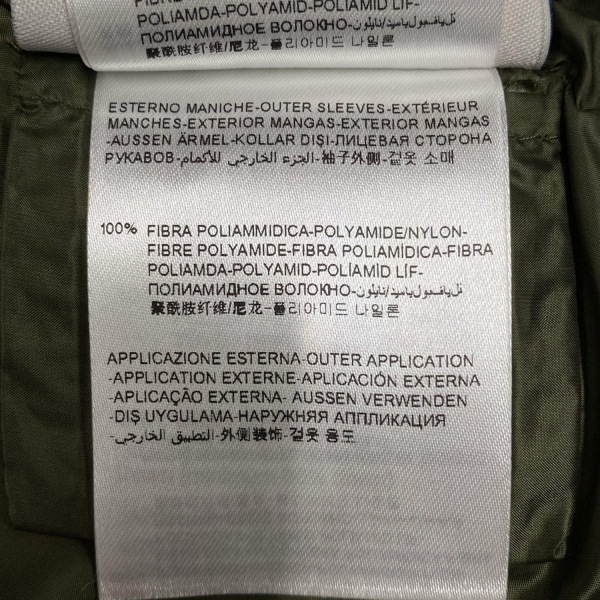 POLIAMDA-POLYAMID-POLIAMID LIF-
ПОЛИАМИДНОЕ ВОЛОКНО-ألياف بولياميد/نايلون-
聚酰胺纤维/尼龙-폴리아미드 나일론
ESTERNO MANICHE-OUTER SLEEVES-EXTÉRIEUR
MANCHES-EXTERIOR MANGAS-EXTERIOR MANGAS
-AUSSEN ÄRMEL-KOLLAR DIŞI-ЛИЦЕВАЯ СТОРОНА
РУКАВОВ-الجزء الخارجي للأكمام-袖子外侧-겉옷 소매
100% FIBRA POLIAMMIDICA-POLYAMIDE/NYLON-
FIBRE POLYAMIDE-FIBRA POLIAMÍDICA-FIBRA
POLIAMDA-POLYAMID-POLİAMİD LİF-
ПОЛИАМИДНОЕ ВОЛОКНО-ألياف بولياميد/نايلون-
聚酰胺纤维/尼龙-폴리아미드 나일론
APPLICAZIONE ESTERNA-OUTER APPLICATION
-APPLICATION EXTERNE-APLICACIÓN EXTERNA
-APLICAÇÃO EXTERNA- AUSSEN VERWENDEN
-DIŞ UYGULAMA-НАРУЖНЯЯ АППЛИКАЦИЯ
-التطبيق الخارجي-外侧装饰-겉옷 용도